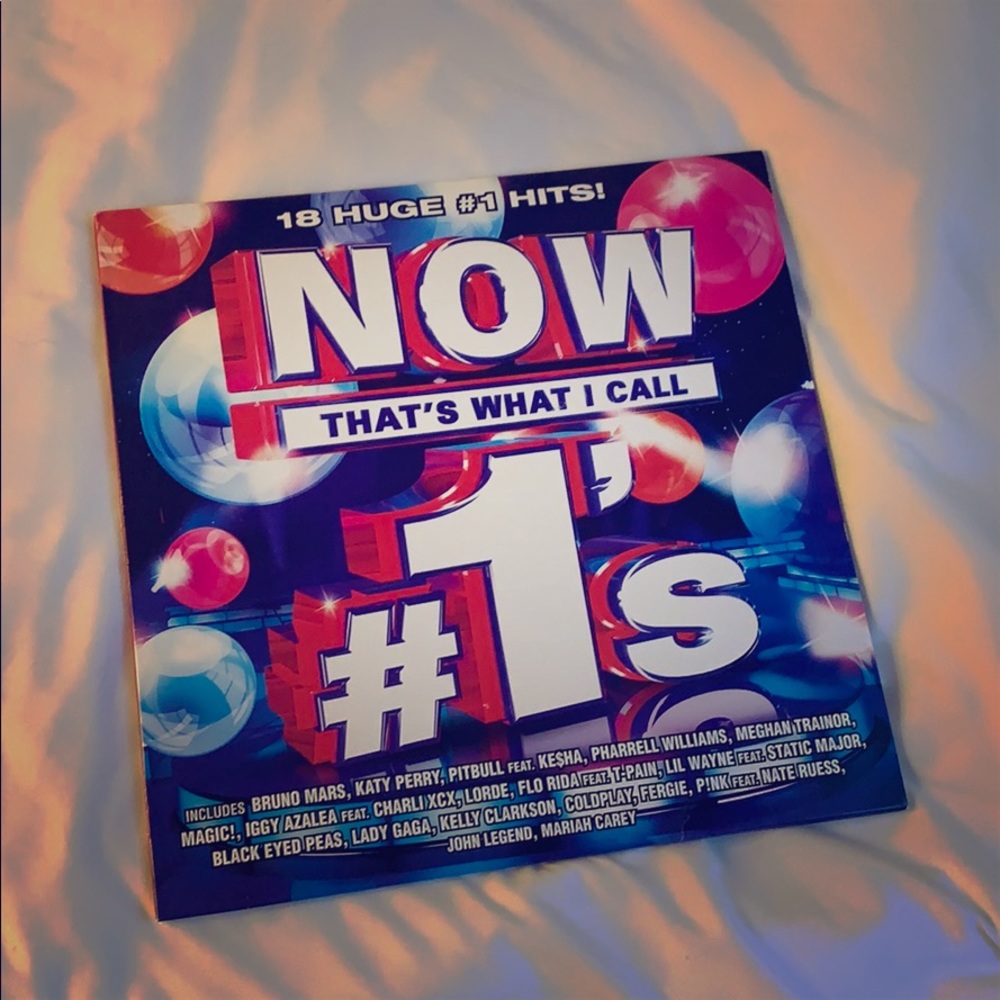 18 HUGE #1 HITS!
NOW
THAT'S WHAT I CALL
#1's
INCLUDES BRUNO MARS, KATY PERRY, PITBULL FEAT. KE$HA, PHARRELL WILLIAMS, MEGHAN TRAINOR,
MAGIC!, IGGY AZALEA FEAT. CHARLI XCX, LORDE, FLO RIDA FEAT. T-PAIN, LIL WAYNE FEAT. STATIC MAJOR,
BLACK EYED PEAS, LADY GAGA, KELLY CLARKSON, COLDPLAY, FERGIE, P!NK FEAT. NATE RUESS,
JOHN LEGEND, MARIAH CAREY